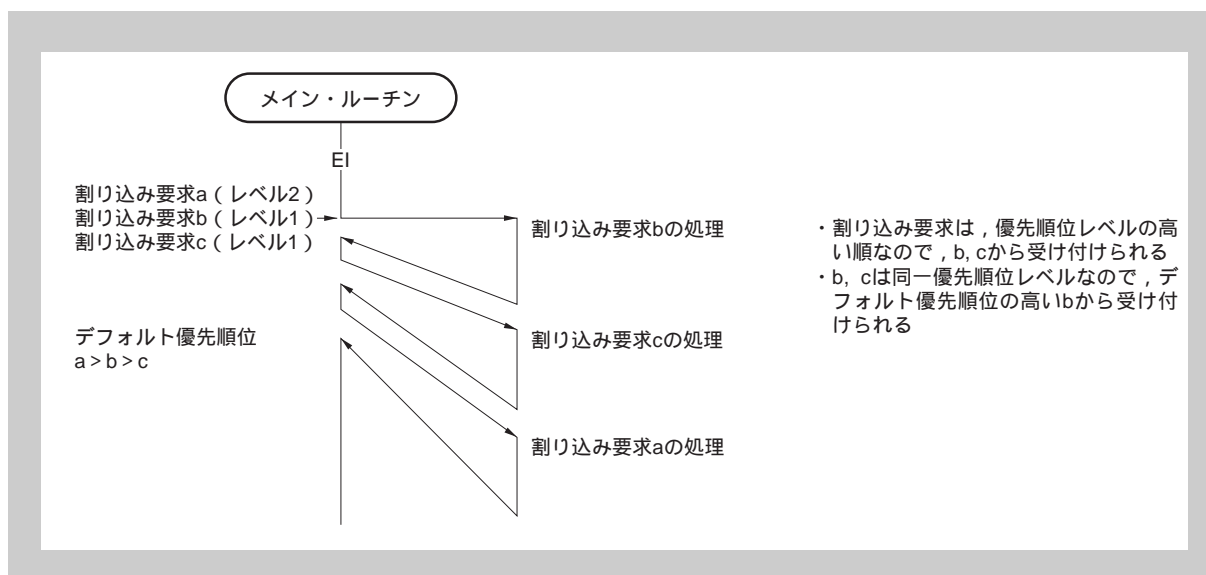 メイン・ルーチン
EI
割り込み要求a（レベル2）
割り込み要求b（レベル1）
割り込み要求c（レベル1）
デフォルト優先順位
a＞b＞c
割り込み要求bの処理
割り込み要求cの処理
割り込み要求aの処理
・割り込み要求は，優先順位レベルの高
い順なので，b, cから受け付けられる
・b, cは同一優先順位レベルなので，デ
フォルト優先順位の高いbから受け付
けられる